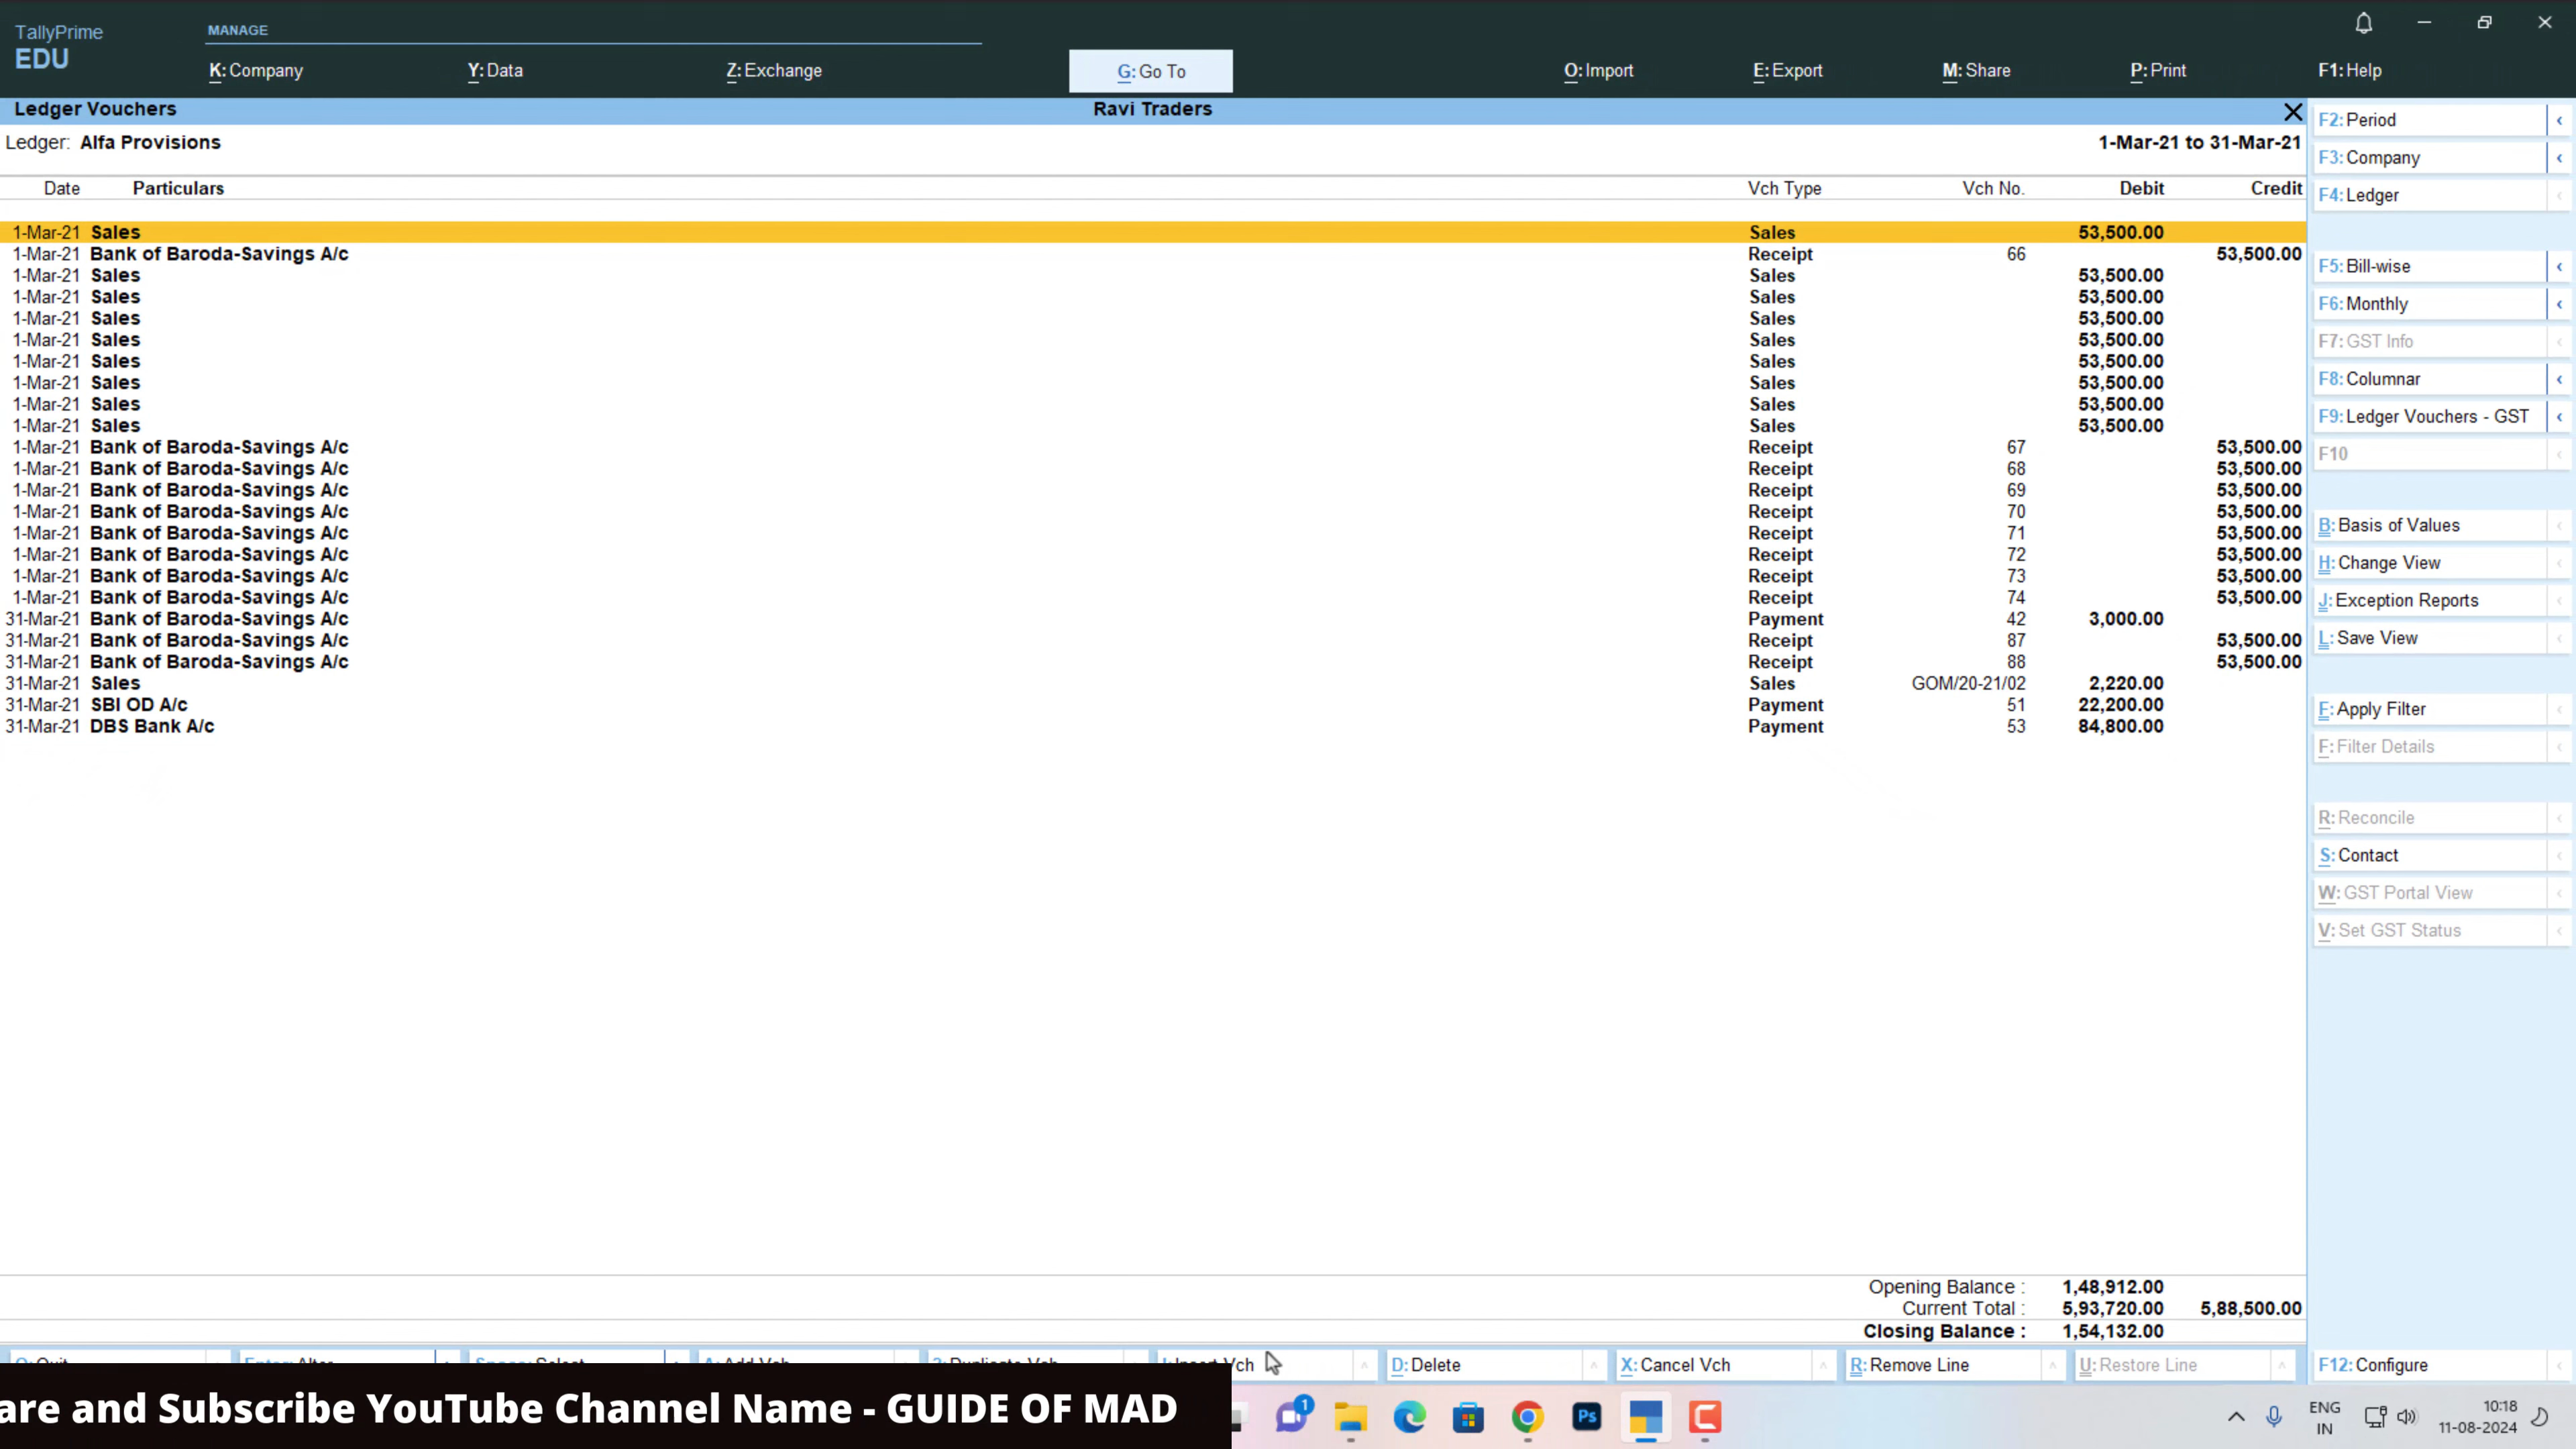 TallyPrime
EDU
MANAGE
K: Company
Y: Data
Z: Exchange
G: Go To
O: Import
E: Export
M: Share
P: Print
F1: Help
Ledger Vouchers
Ravi Traders
Ledger: Alfa Provisions
1-Mar-21 to 31-Mar-21
Date Particulars Vch Type Vch No. Debit Credit
1-Mar-21 Sales Sales 53,500.00
1-Mar-21 Bank of Baroda-Savings A/c Receipt 66 53,500.00
1-Mar-21 Sales Sales 53,500.00
1-Mar-21 Sales Sales 53,500.00
1-Mar-21 Sales Sales 53,500.00
1-Mar-21 Sales Sales 53,500.00
1-Mar-21 Sales Sales 53,500.00
1-Mar-21 Sales Sales 53,500.00
1-Mar-21 Sales Sales 53,500.00
1-Mar-21 Sales Sales 53,500.00
1-Mar-21 Bank of Baroda-Savings A/c Receipt 67 53,500.00
1-Mar-21 Bank of Baroda-Savings A/c Receipt 68 53,500.00
1-Mar-21 Bank of Baroda-Savings A/c Receipt 69 53,500.00
1-Mar-21 Bank of Baroda-Savings A/c Receipt 70 53,500.00
1-Mar-21 Bank of Baroda-Savings A/c Receipt 71 53,500.00
1-Mar-21 Bank of Baroda-Savings A/c Receipt 72 53,500.00
1-Mar-21 Bank of Baroda-Savings A/c Receipt 73 53,500.00
1-Mar-21 Bank of Baroda-Savings A/c Receipt 74 53,500.00
31-Mar-21 Bank of Baroda-Savings A/c Payment 42 3,000.00
31-Mar-21 Bank of Baroda-Savings A/c Receipt 87 53,500.00
31-Mar-21 Bank of Baroda-Savings A/c Receipt 88 53,500.00
31-Mar-21 Sales Sales GOM/20-21/02 2,220.00
31-Mar-21 SBI OD A/c Payment 51 22,200.00
31-Mar-21 DBS Bank A/c Payment 53 84,800.00
Opening Balance : 1,48,912.00
Current Total : 5,93,720.00 5,88,500.00
Closing Balance : 1,54,132.00
F2: Period
F3: Company
F4: Ledger
F5: Bill-wise
F6: Monthly
F7: GST Info
F8: Columnar
F9: Ledger Vouchers - GST
F10
B: Basis of Values
H: Change View
J: Exception Reports
L: Save View
F: Apply Filter
F: Filter Details
R: Reconcile
S: Contact
W: GST Portal View
V: Set GST Status
F12: Configure
Vch
D: Delete
X: Cancel Vch
R: Remove Line
U: Restore Line
are and Subscribe YouTube Channel Name - GUIDE OF MAD
1
Ps
ENG
IN
10:18
11-08-2024